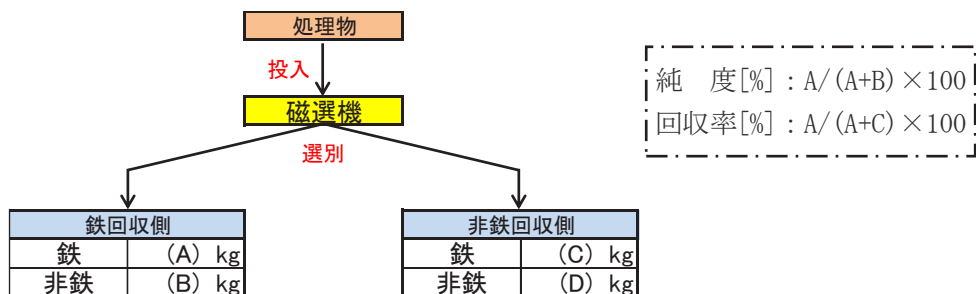 処理物
投入
磁選機
選別
純　度[%]：A/(A+B)×100
回収率[%]：A/(A+C)×100
鉄回収側
鉄 (A) kg
非鉄 (B) kg
非鉄回収側
鉄 (C) kg
非鉄 (D) kg